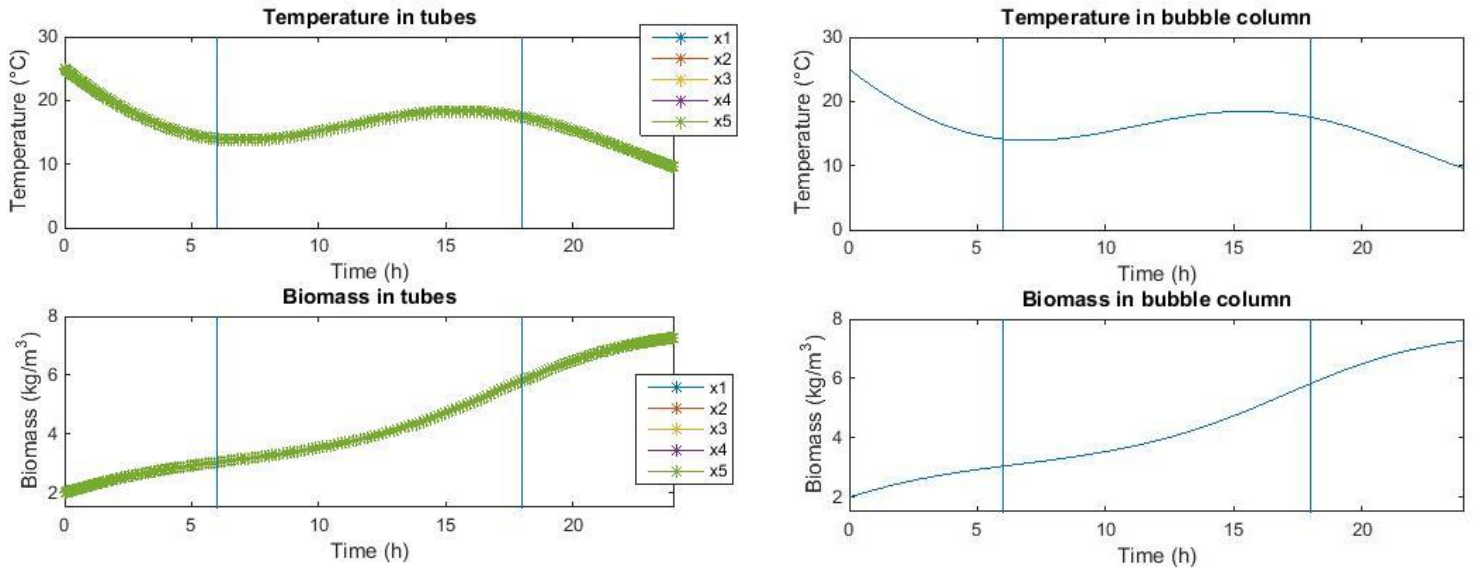 Temperature in tubes
Temperature (°C)
30
20
10
0
0 5 10 15 20
Time (h)
x1
x2
x3
x4
x5
Temperature in bubble column
Temperature (°C)
30
20
10
0
0 5 10 15 20
Time (h)
Biomass in tubes
Biomass (kg/m³)
8
6
4
2
0 5 10 15 20
Time (h)
x1
x2
x3
x4
x5
Biomass in bubble column
Biomass (kg/m³)
8
6
4
2
0 5 10 15 20
Time (h)